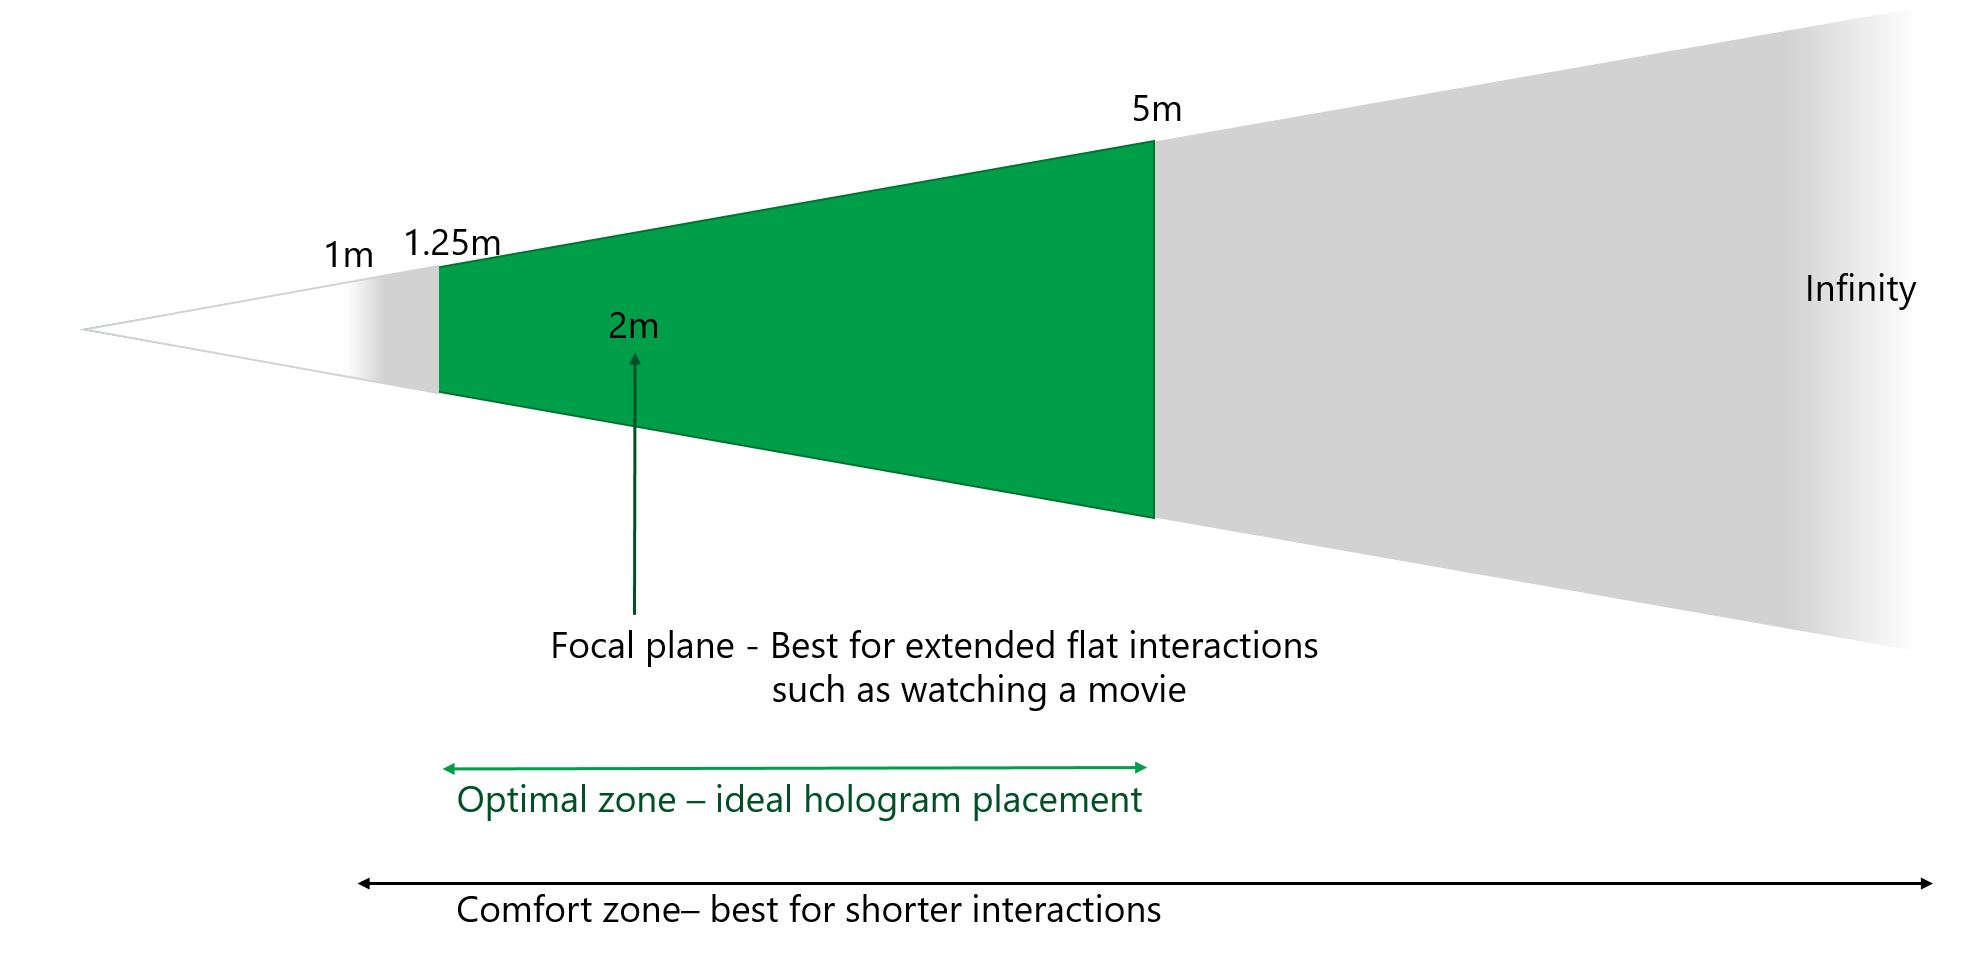 5m
1m
1.25m
2m
Infinity
Focal plane - Best for extended flat interactions
such as watching a movie
Optimal zone – ideal hologram placement
Comfort zone– best for shorter interactions